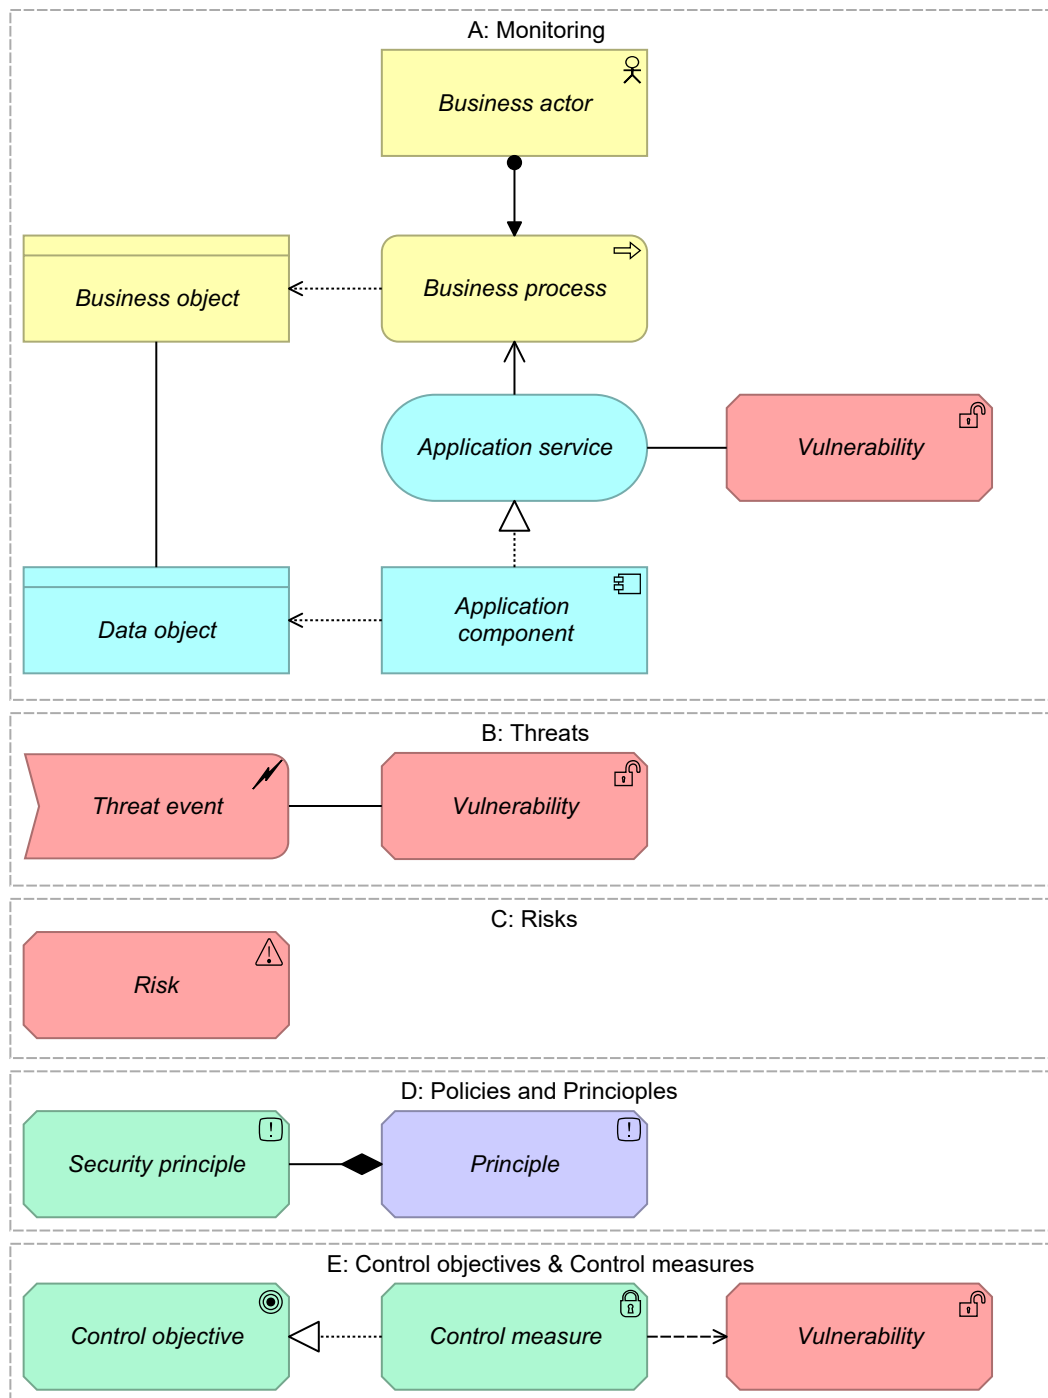 A: Monitoring
Business actor
Business object
Business process
Application service
Vulnerability
Data object
Application
component
B: Threats
Threat event
Vulnerability
C: Risks
Risk
D: Policies and Princioples
Security principle
Principle
E: Control objectives & Control measures
Control objective
Control measure
Vulnerability